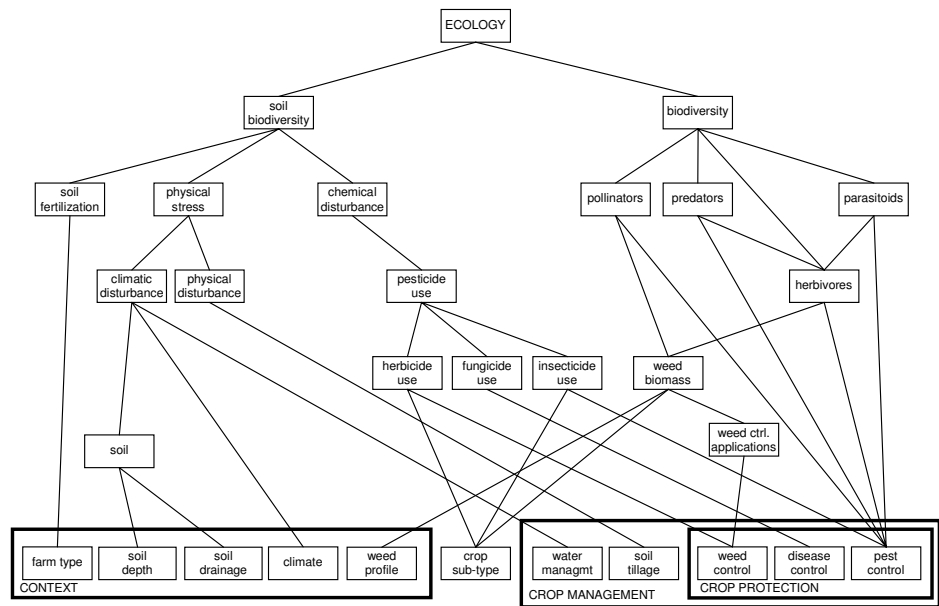 ECOLOGY
soil
biodiversity
biodiversity
soil
fertilization
physical
stress
chemical
disturbance
pollinators
predators
parasitoids
climatic
disturbance
physical
disturbance
pesticide
use
herbivores
herbicide
use
fungicide
use
insecticide
use
weed
biomass
soil
weed ctrl.
applications
farm type
soil
depth
soil
drainage
climate
weed
profile
crop
sub-type
water
managmt
soil
tillage
weed
control
disease
control
pest
control
CONTEXT
CROP MANAGEMENT
CROP PROTECTION